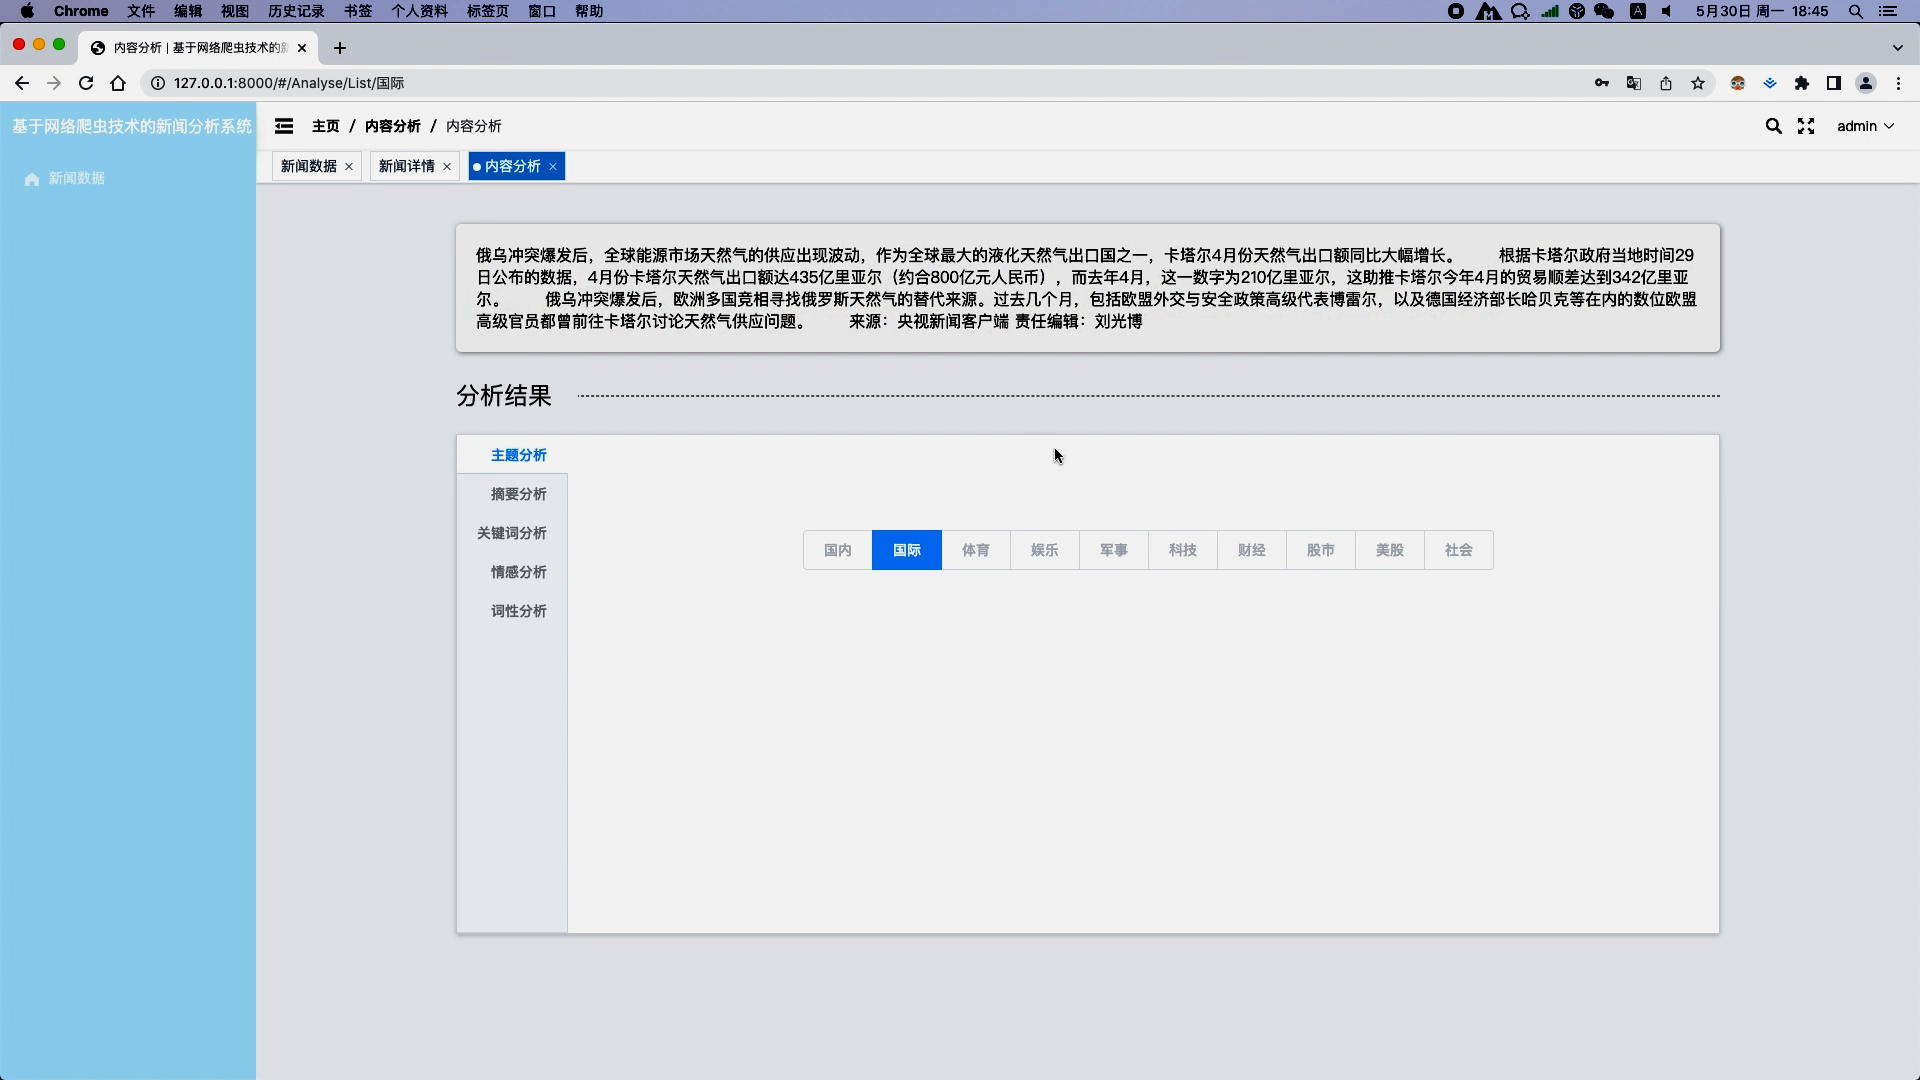 Chrome 文件 编辑 视图 历史记录 书签 个人资料 标签页 窗口 帮助 A 5月30日 周一 18:45
内容分析 | 基于网络爬虫技术的
127.0.0.1:8000/#/Analyse/List/国际
基于网络爬虫技术的新闻分析系统
主页 / 内容分析 / 内容分析
admin
新闻数据
新闻数据 × 新闻详情 × 内容分析 ×
俄乌冲突爆发后，全球能源市场天然气的供应出现波动，作为全球最大的液化天然气出口国之一，卡塔尔4月份天然气出口额同比大幅增长。 根据卡塔尔政府当地时间29
日公布的数据，4月份卡塔尔天然气出口额达435亿里亚尔（约合800亿元人民币），而去年4月，这一数字为210亿里亚尔，这助推卡塔尔今年4月的贸易顺差达到342亿里亚
尔。 俄乌冲突爆发后，欧洲多国竞相寻找俄罗斯天然气的替代来源。过去几个月，包括欧盟外交与安全政策高级代表博雷尔，以及德国经济部长哈贝克等在内的数位欧盟
高级官员都曾前往卡塔尔讨论天然气供应问题。 来源：央视新闻客户端 责任编辑：刘光博
分析结果
主题分析
摘要分析
关键词分析
情感分析
词性分析
国内 国际 体育 娱乐 军事 科技 财经 股市 美股 社会